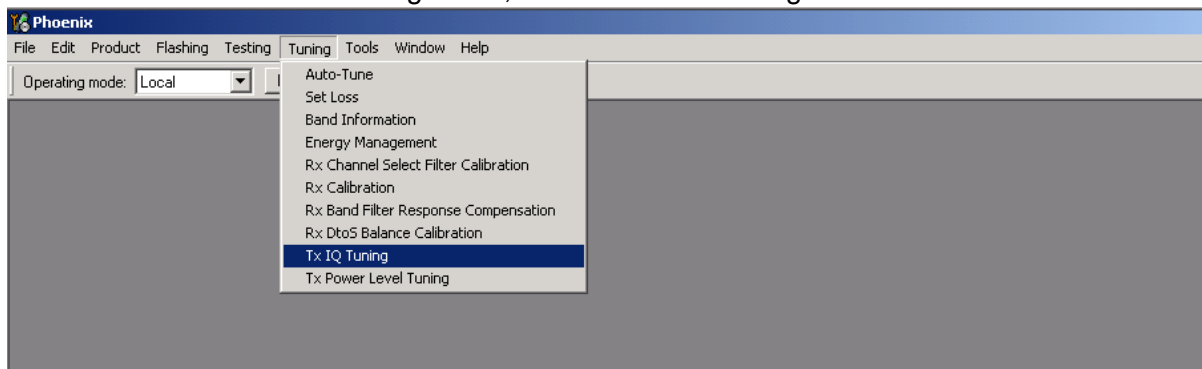 Phoenix
File Edit Product Flashing Testing Tuning Tools Window Help
Operating mode: Local
Auto-Tune
Set Loss
Band Information
Energy Management
Rx Channel Select Filter Calibration
Rx Calibration
Rx Band Filter Response Compensation
Rx DtoS Balance Calibration
Tx IQ Tuning
Tx Power Level Tuning